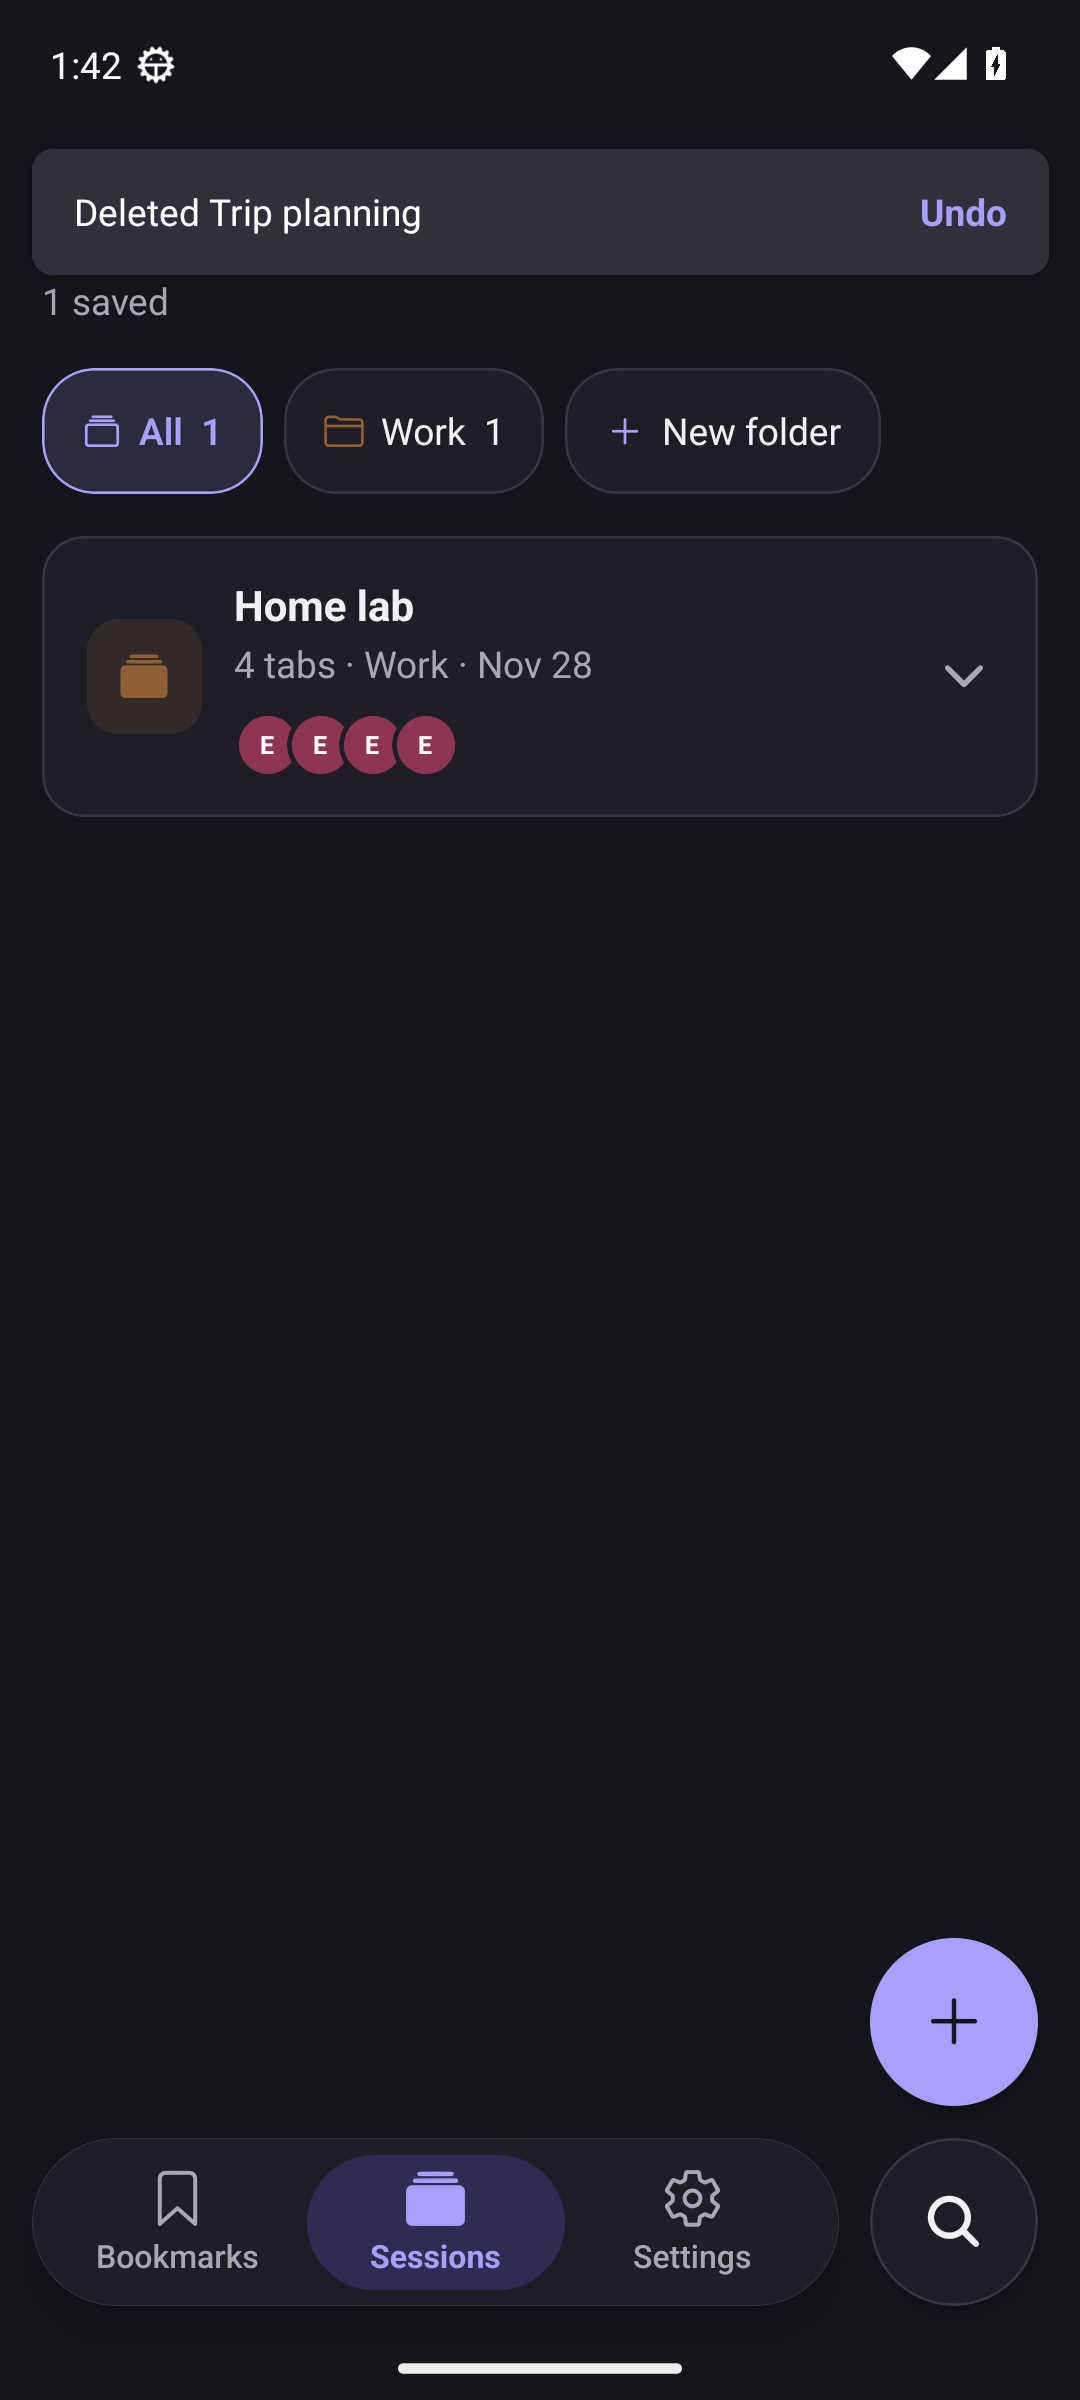 1:42
Deleted Trip planning Undo
1 saved
All 1 Work 1 New folder
Home lab
4 tabs · Work · Nov 28
E E E E
Bookmarks Sessions Settings